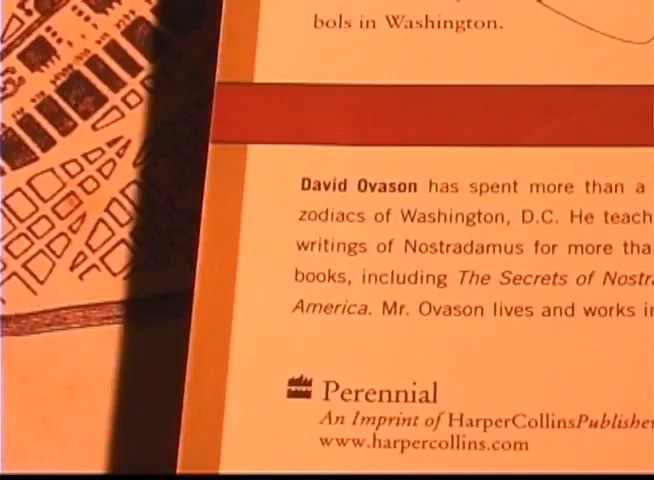 bols in Washington.
David Ovason has spent more than a
zodiacs of Washington, D.C. He teach
writings of Nostradamus for more tha
books, including The Secrets of Nostr
America. Mr. Ovason lives and works in
Perennial
An Imprint of HarperCollinsPublisher
www.harpercollins.com